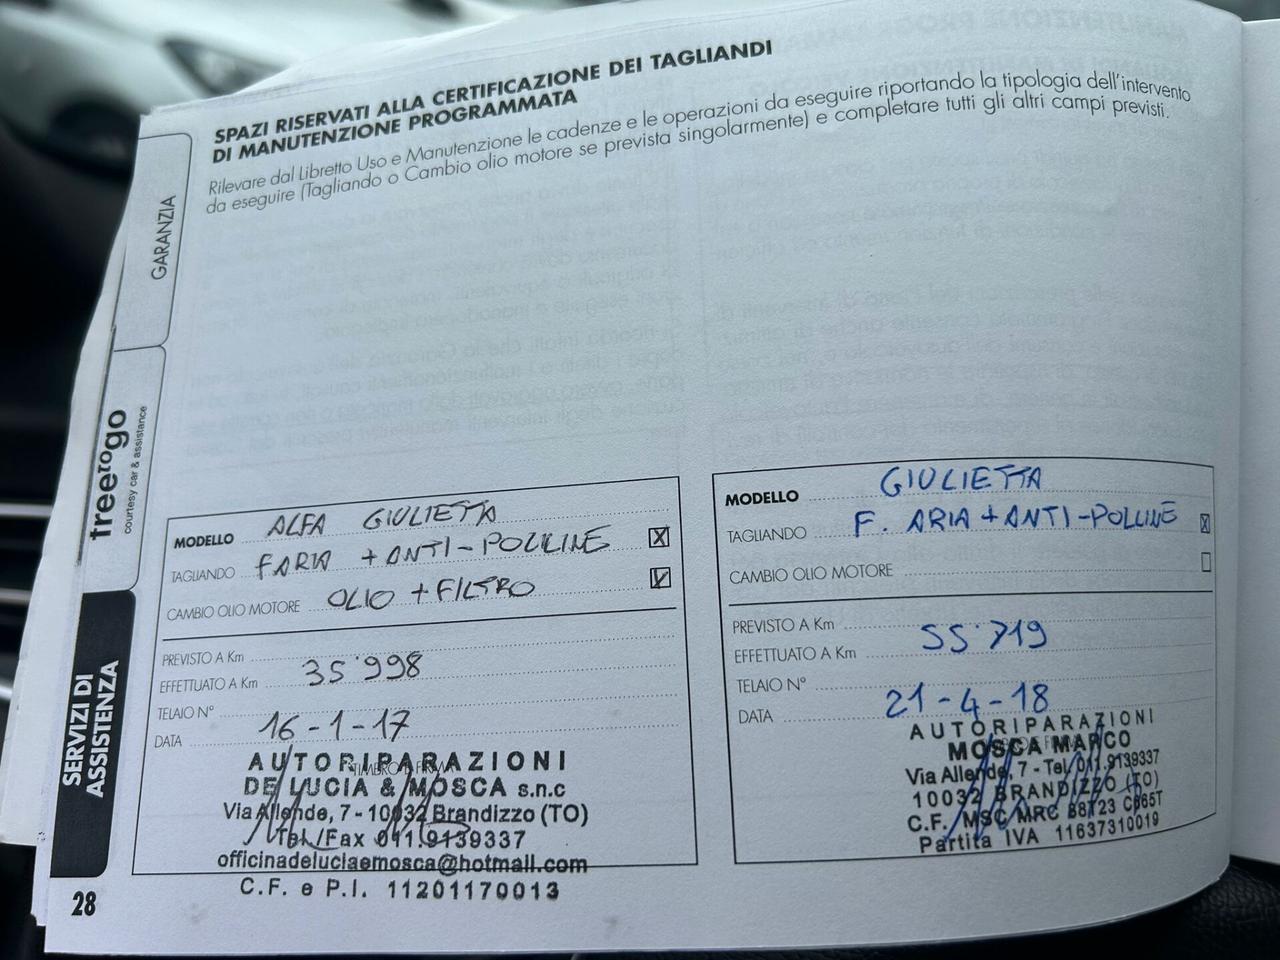 SPAZI RISERVATI ALLA CERTIFICAZIONE DEI TAGLIANDI
DI MANUTENZIONE PROGRAMMATA
Rilevare dal Libretto Uso e Manutenzione le cadenze e le operazioni da eseguire riportando la tipologia dell'intervento
da eseguire (Tagliando o Cambio olio motore se prevista singolarmente) e completare tutti gli altri campi previsti.
GARANZIA
freetogo
courtesy car & assistance
SERVIZI DI
ASSISTENZA
28
MODELLO ALFA GIULIETTA
TAGLIANDO F ARIA + ANTI-POLLINE X
CAMBIO OLIO MOTORE OLIO + FILTRO
PREVISTO A Km
EFFETTUATO A Km 35'998
TELAIO N°
DATA 16-1-17
AUTORIPARAZIONI
DE LUCIA & MOSCA s.n.c
Via Allende, 7 - 10032 Brandizzo (TO)
Tel./Fax 011.9139337
officinadeluciaemosca@hotmail.com
C.F. e P.I. 11201170013
MODELLO GIULIETTA
TAGLIANDO F. ARIA + ANTI-POLLINE X
CAMBIO OLIO MOTORE
PREVISTO A Km
EFFETTUATO A Km 55'719
TELAIO N°
DATA 21-4-18
AUTORIPARAZIONI
MOSCA MARCO
Via Allende, 7 - Tel. 011.9139337
10032 BRANDIZZO (TO)
C.F. MSC MRC 88T23 C665T
Partita IVA 11637310019